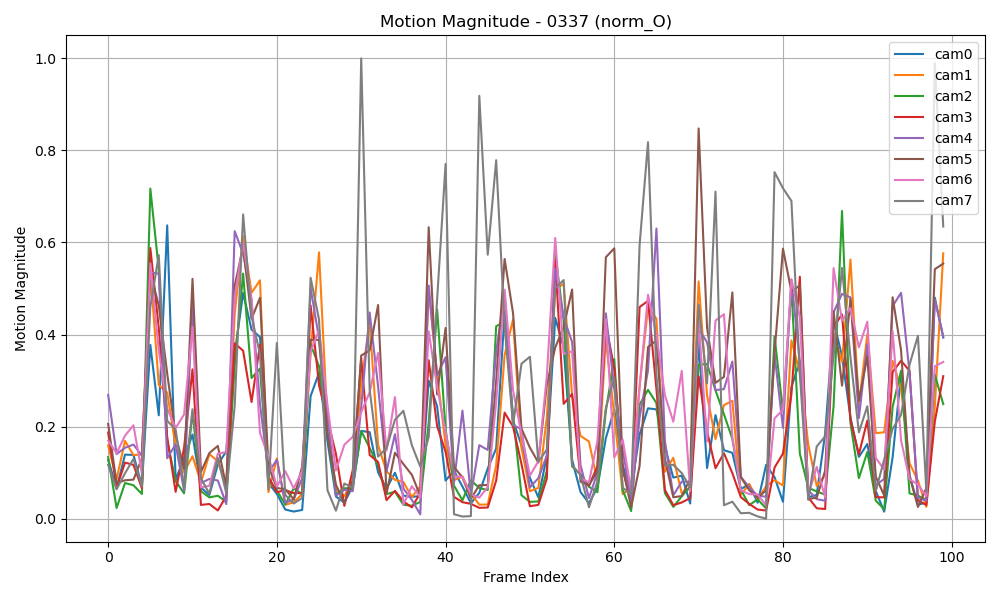 Motion Magnitude - 0337 (norm_O)
Motion Magnitude
1.0
0.8
0.6
0.4
0.2
0.0
0
20
40
60
80
100
Frame Index
cam0
cam1
cam2
cam3
cam4
cam5
cam6
cam7